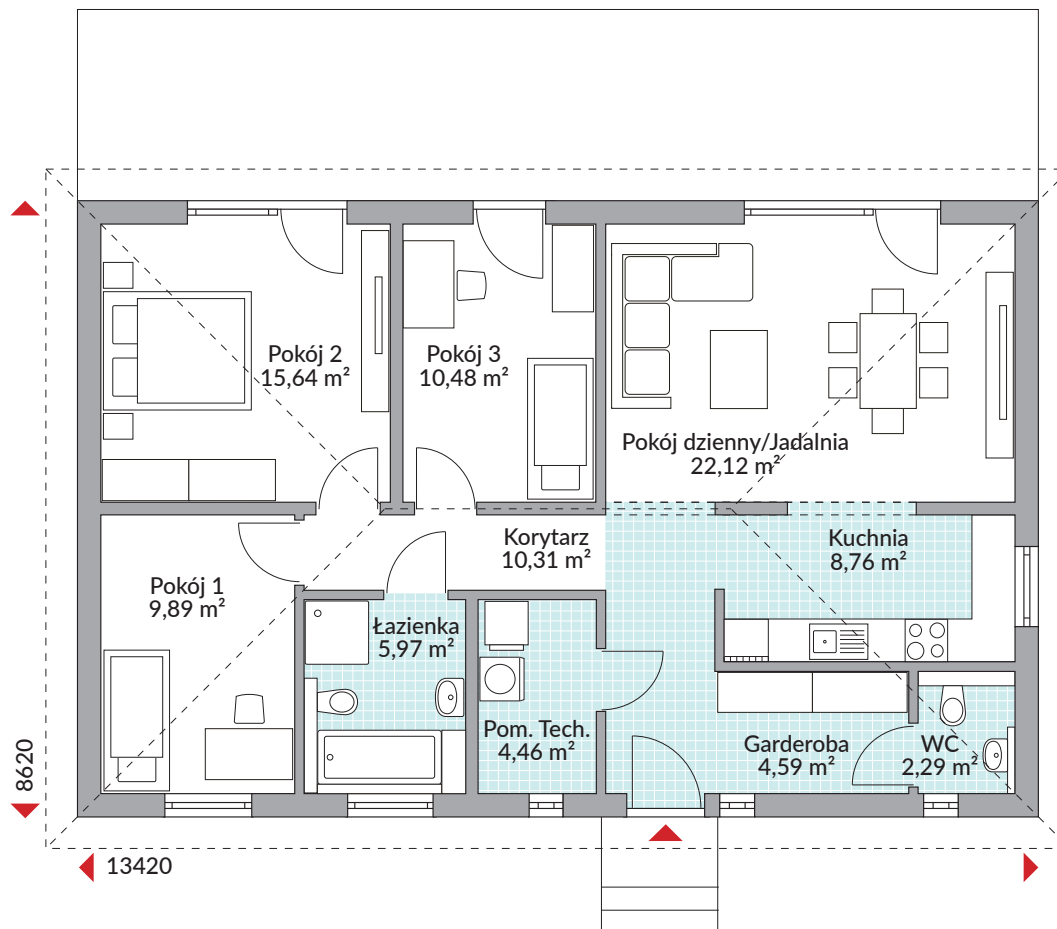 Pokój 2
15,64 m²
Pokój 3
10,48 m²
Pokój dzienny/Jadalnia
22,12 m²
Korytarz
10,31 m²
Kuchnia
8,76 m²
Pokój 1
9,89 m²
Łazienka
5,97 m²
Pom. Tech.
4,46 m²
Garderoba
4,59 m²
WC
2,29 m²
8620
13420